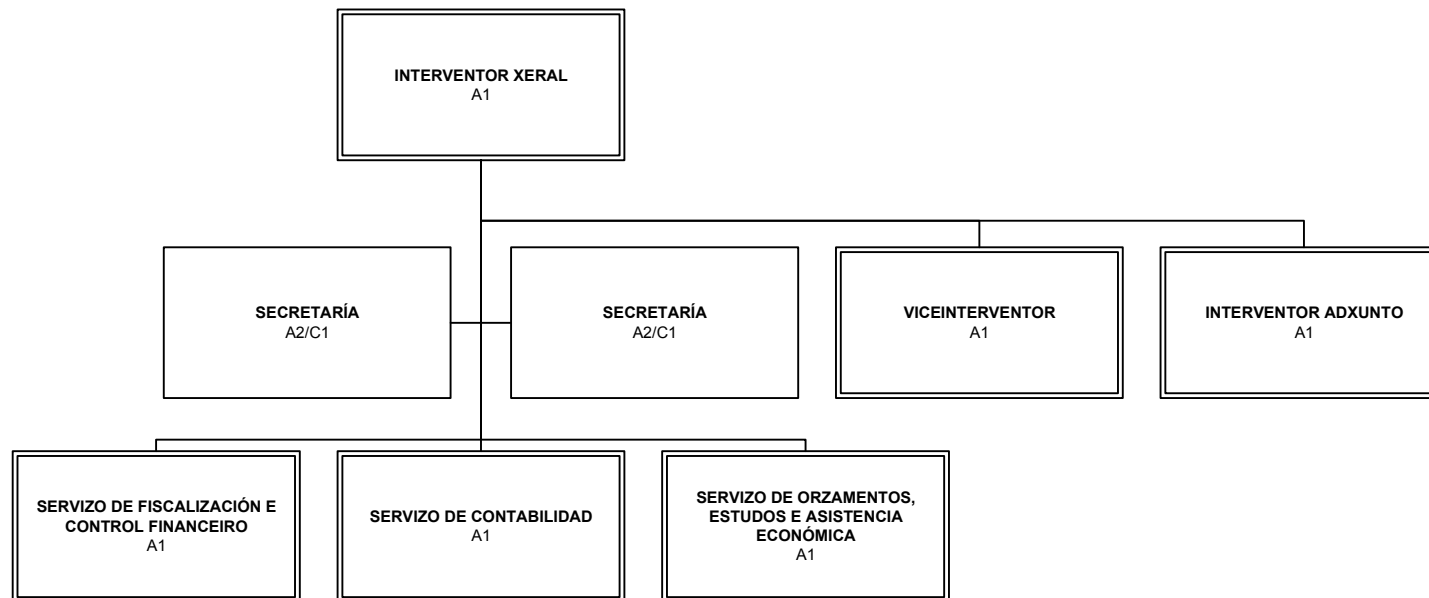 INTERVENTOR XERAL
A1
SECRETARÍA
A2/C1
SECRETARÍA
A2/C1
VICEINTERVENTOR
A1
INTERVENTOR ADXUNTO
A1
SERVIZO DE FISCALIZACIÓN E
CONTROL FINANCEIRO
A1
SERVIZO DE CONTABILIDAD
A1
SERVIZO DE ORZAMENTOS,
ESTUDOS E ASISTENCIA
ECONÓMICA
A1